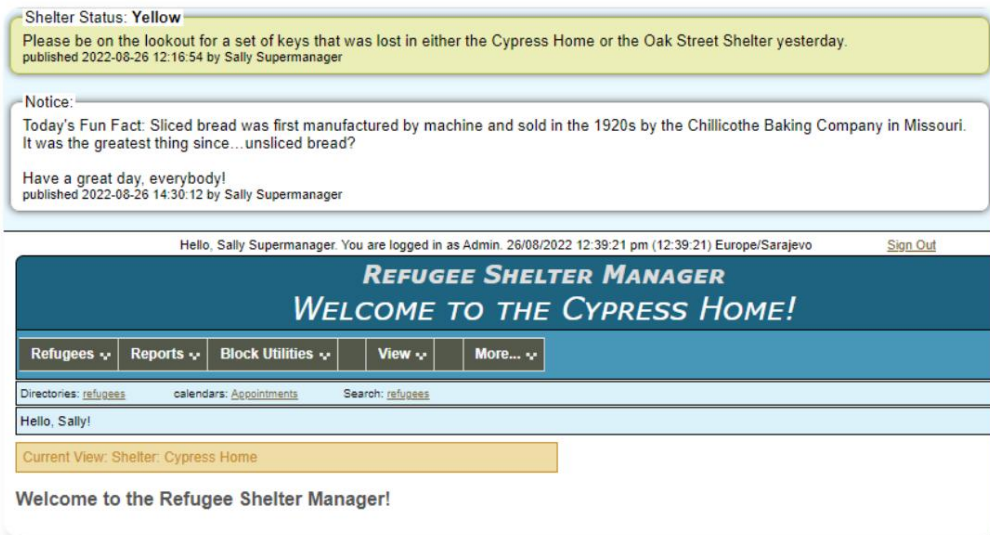 Shelter Status: Yellow
Please be on the lookout for a set of keys that was lost in either the Cypress Home or the Oak Street Shelter yesterday.
published 2022-08-26 12:16:54 by Sally Supermanager
Notice:
Today's Fun Fact: Sliced bread was first manufactured by machine and sold in the 1920s by the Chillicothe Baking Company in Missouri.
It was the greatest thing since…unsliced bread?
Have a great day, everybody!
published 2022-08-26 14:30:12 by Sally Supermanager
Hello, Sally Supermanager. You are logged in as Admin. 26/08/2022 12:39:21 pm (12:39:21) Europe/Sarajevo Sign Out
Refugee Shelter Manager
Welcome to the Cypress Home!
Refugees Reports Block Utilities View More...
Directories: refugees calendars: Appointments Search: refugees
Hello, Sally!
Current View: Shelter: Cypress Home
Welcome to the Refugee Shelter Manager!